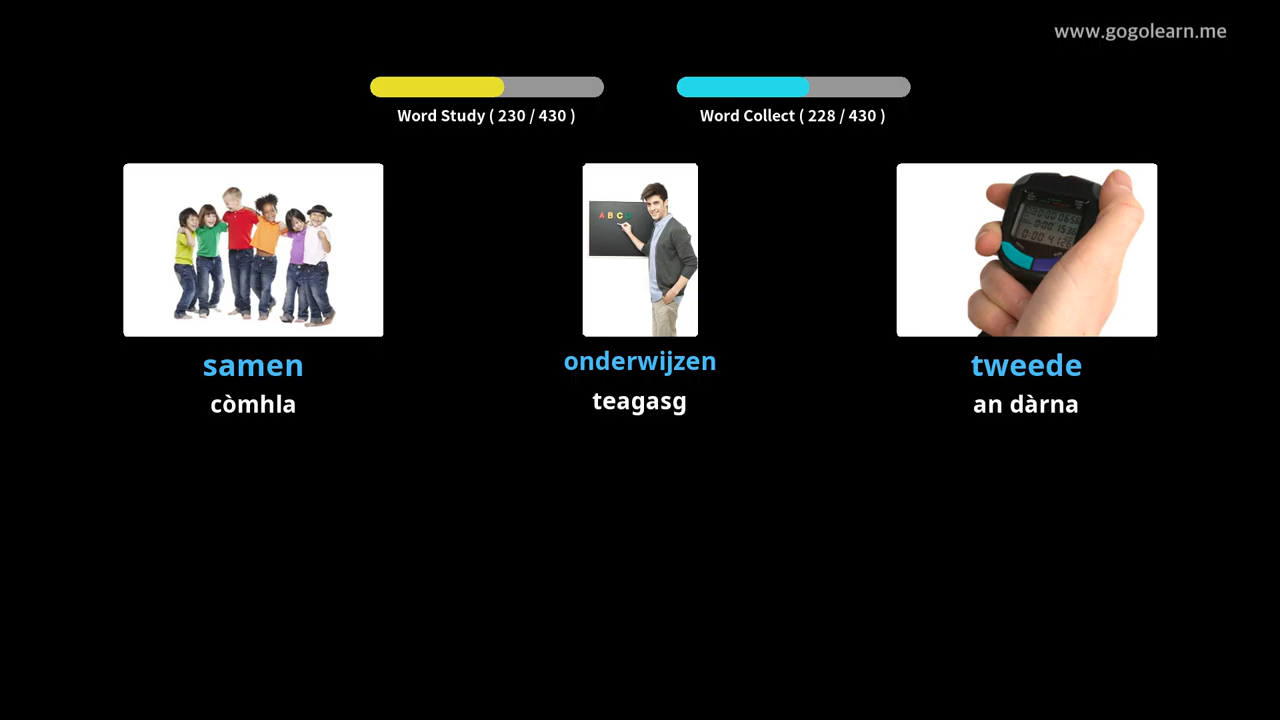 www.gogolearn.me
Word Study ( 230 / 430 )
Word Collect ( 228 / 430 )
A B C
samen
onderwijzen
tweede
còmhla
teagasg
an dàrna